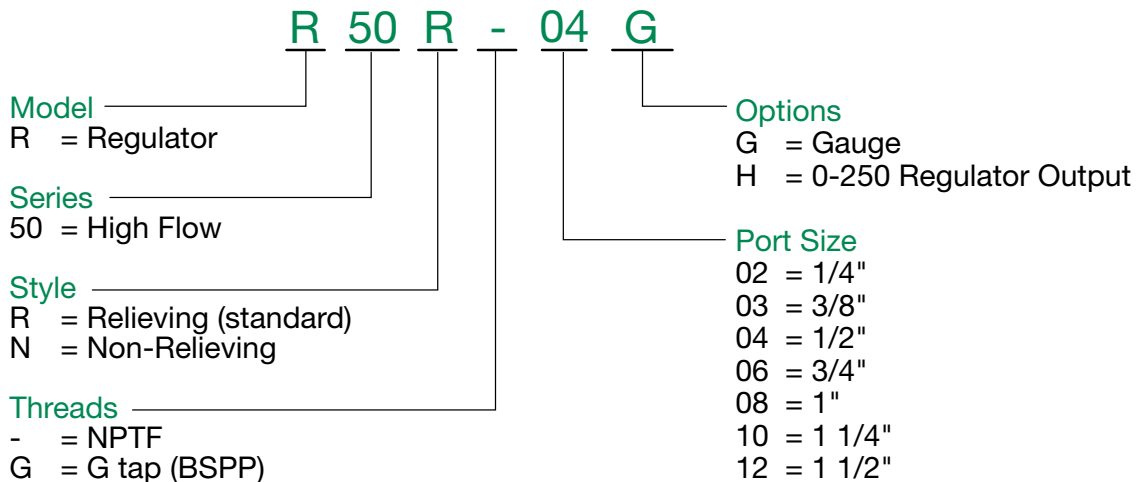 R 50 R - 04 G
Model
R = Regulator
Series
50 = High Flow
Style
R = Relieving (standard)
N = Non-Relieving
Threads
- = NPTF
G = G tap (BSPP)
Options
G = Gauge
H = 0-250 Regulator Output
Port Size
02 = 1/4"
03 = 3/8"
04 = 1/2"
06 = 3/4"
08 = 1"
10 = 1 1/4"
12 = 1 1/2"